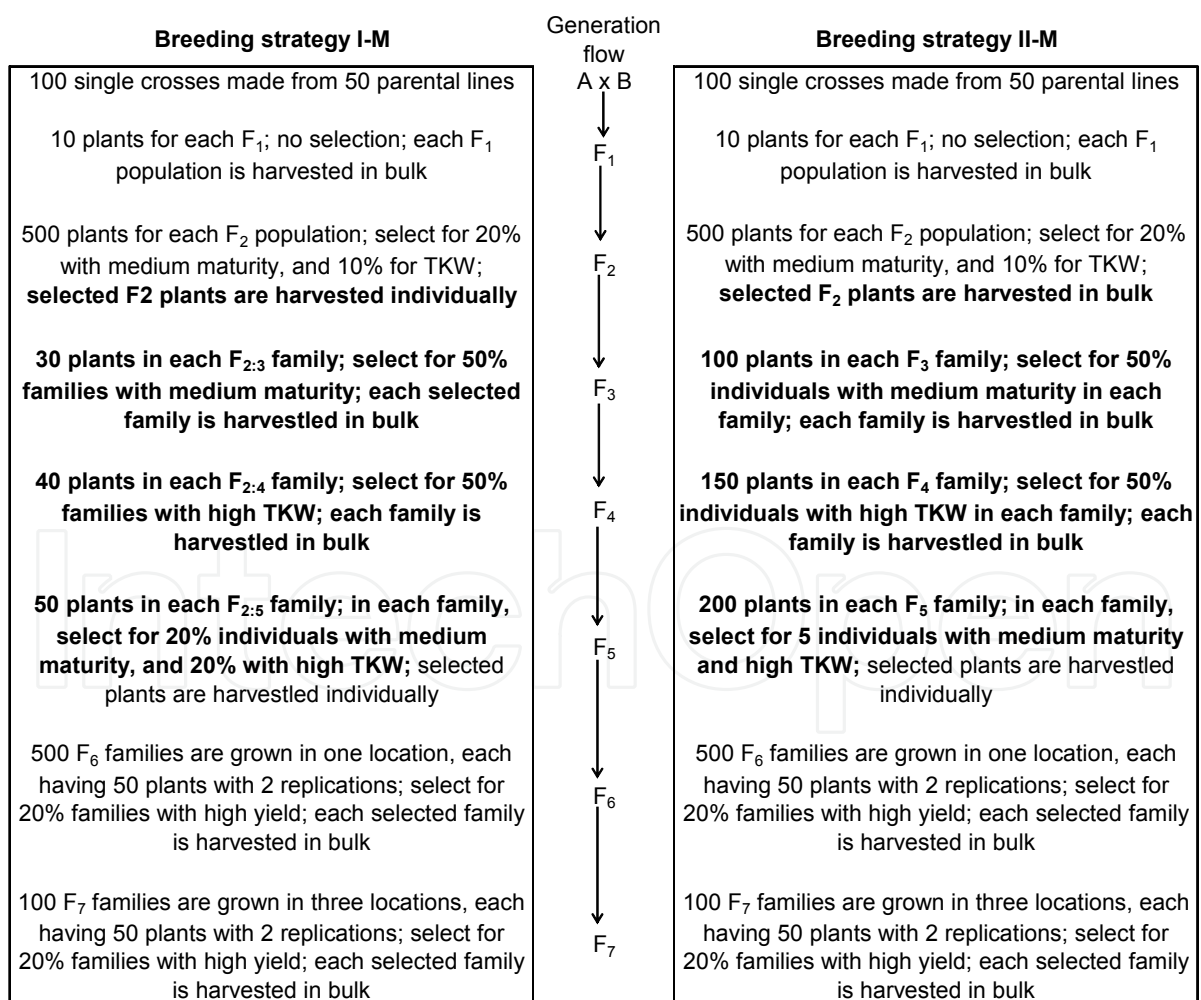 Breeding strategy I-M
100 single crosses made from 50 parental lines
10 plants for each F1; no selection; each F1
population is harvested in bulk
500 plants for each F2 population; select for 20%
with medium maturity, and 10% for TKW;
selected F2 plants are harvested individually
30 plants in each F2:3 family; select for 50%
families with medium maturity; each selected
family is harvestled in bulk
40 plants in each F2:4 family; select for 50%
families with high TKW; each family is
harvestled in bulk
50 plants in each F2:5 family; in each family,
select for 20% individuals with medium
maturity, and 20% with high TKW; selected
plants are harvestled individually
500 F6 families are grown in one location, each
having 50 plants with 2 replications; select for
20% families with high yield; each selected family
is harvested in bulk
100 F7 families are grown in three locations, each
having 50 plants with 2 replications; select for
20% families with high yield; each selected family
is harvested in bulk
Generation
flow
A x B
F1
F2
F3
F4
F5
F6
F7
Breeding strategy II-M
100 single crosses made from 50 parental lines
10 plants for each F1; no selection; each F1
population is harvested in bulk
500 plants for each F2 population; select for 20%
with medium maturity, and 10% for TKW;
selected F2 plants are harvested in bulk
100 plants in each F3 family; select for 50%
individuals with medium maturity in each
family; each family is harvestled in bulk
150 plants in each F4 family; select for 50%
individuals with high TKW in each family; each
family is harvestled in bulk
200 plants in each F5 family; in each family,
select for 5 individuals with medium maturity
and high TKW; selected plants are harvested
individually
500 F6 families are grown in one location, each
having 50 plants with 2 replications; select for
20% families with high yield; each selected family
is harvested in bulk
100 F7 families are grown in three locations, each
having 50 plants with 2 replications; select for
20% families with high yield; each selected family
is harvested in bulk
IntechOpen